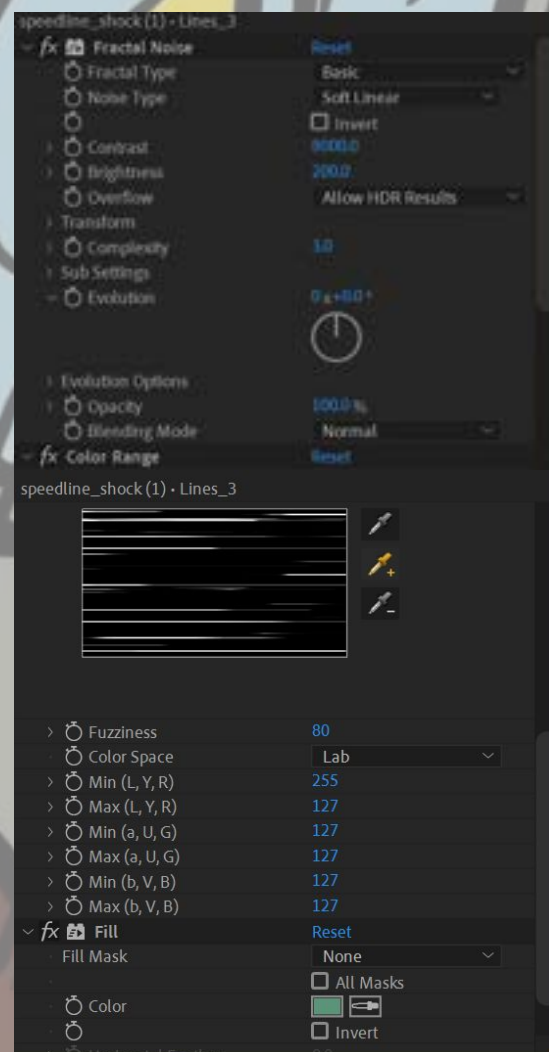 speedline_shock (1) • Lines_3
fx Fractal Noise Reset
Fractal Type Basic
Noise Type Soft Linear
Invert
Contrast 8000.0
Brightness 200.0
Overflow Allow HDR Results
Transform
Complexity
Sub Settings
Evolution 0 x+0.0 °
Evolution Options
Opacity 100.0 %
Blending Mode Normal
fx Color Range Reset
speedline_shock (1) • Lines_3
Fuzziness 80
Color Space Lab
Min (L, Y, R) 255
Max (L, Y, R) 127
Min (a, U, G) 127
Max (a, U, G) 127
Min (b, V, B) 127
Max (b, V, B) 127
fx Fill Reset
Fill Mask None
All Masks
Color
Invert